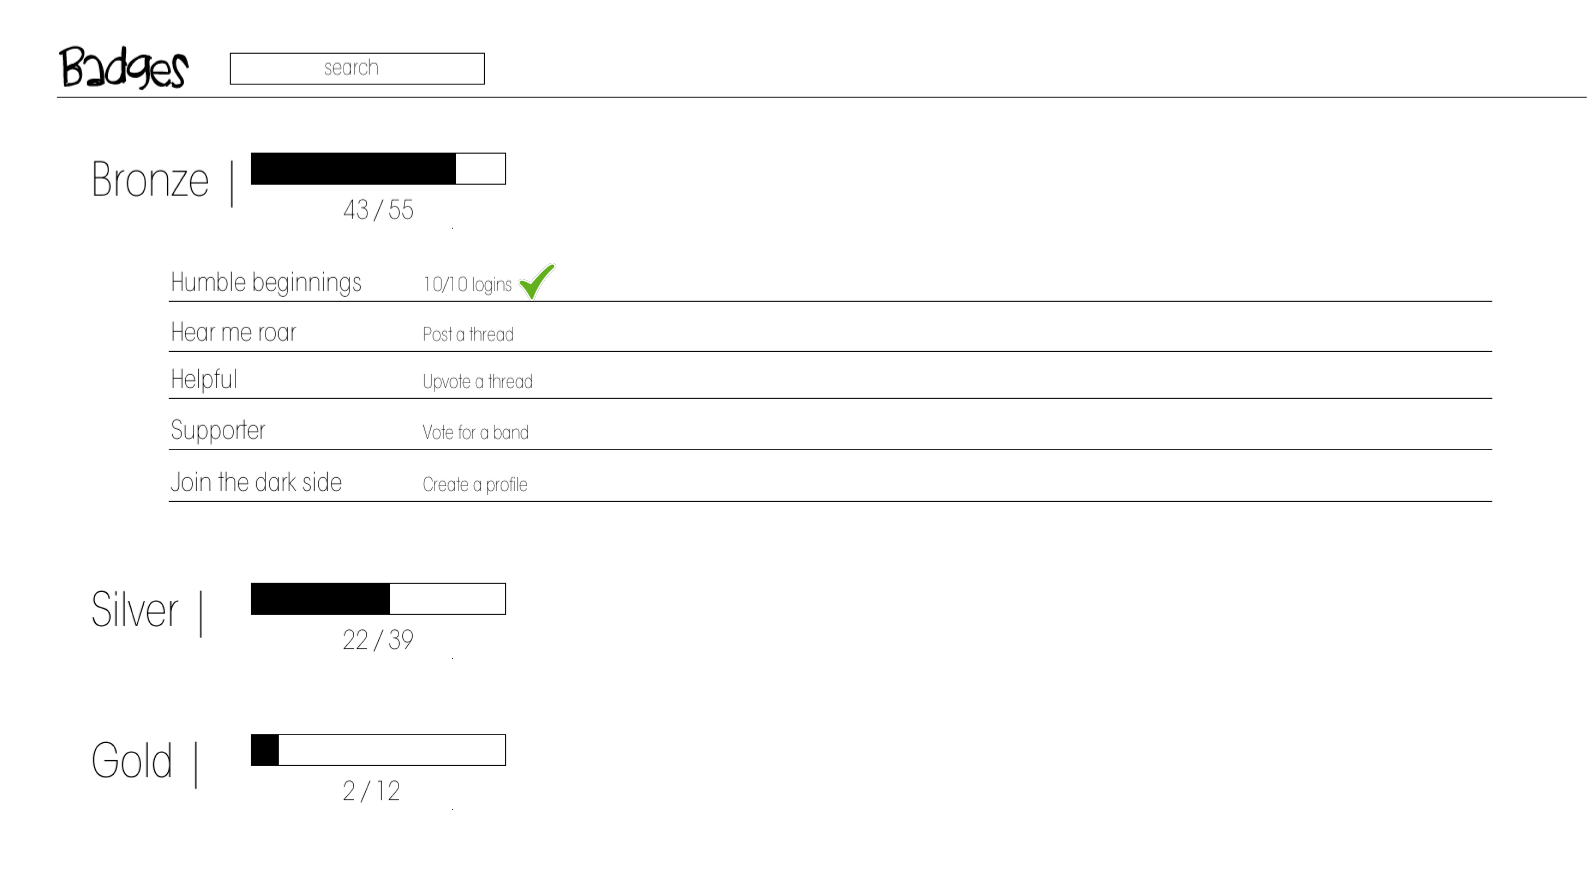 Badges search
Bronze |
43 / 55
Humble beginnings 10/10 logins
Hear me roar Post a thread
Helpful Upvote a thread
Supporter Vote for a band
Join the dark side Create a profile
Silver |
22 / 39
Gold |
2 / 12